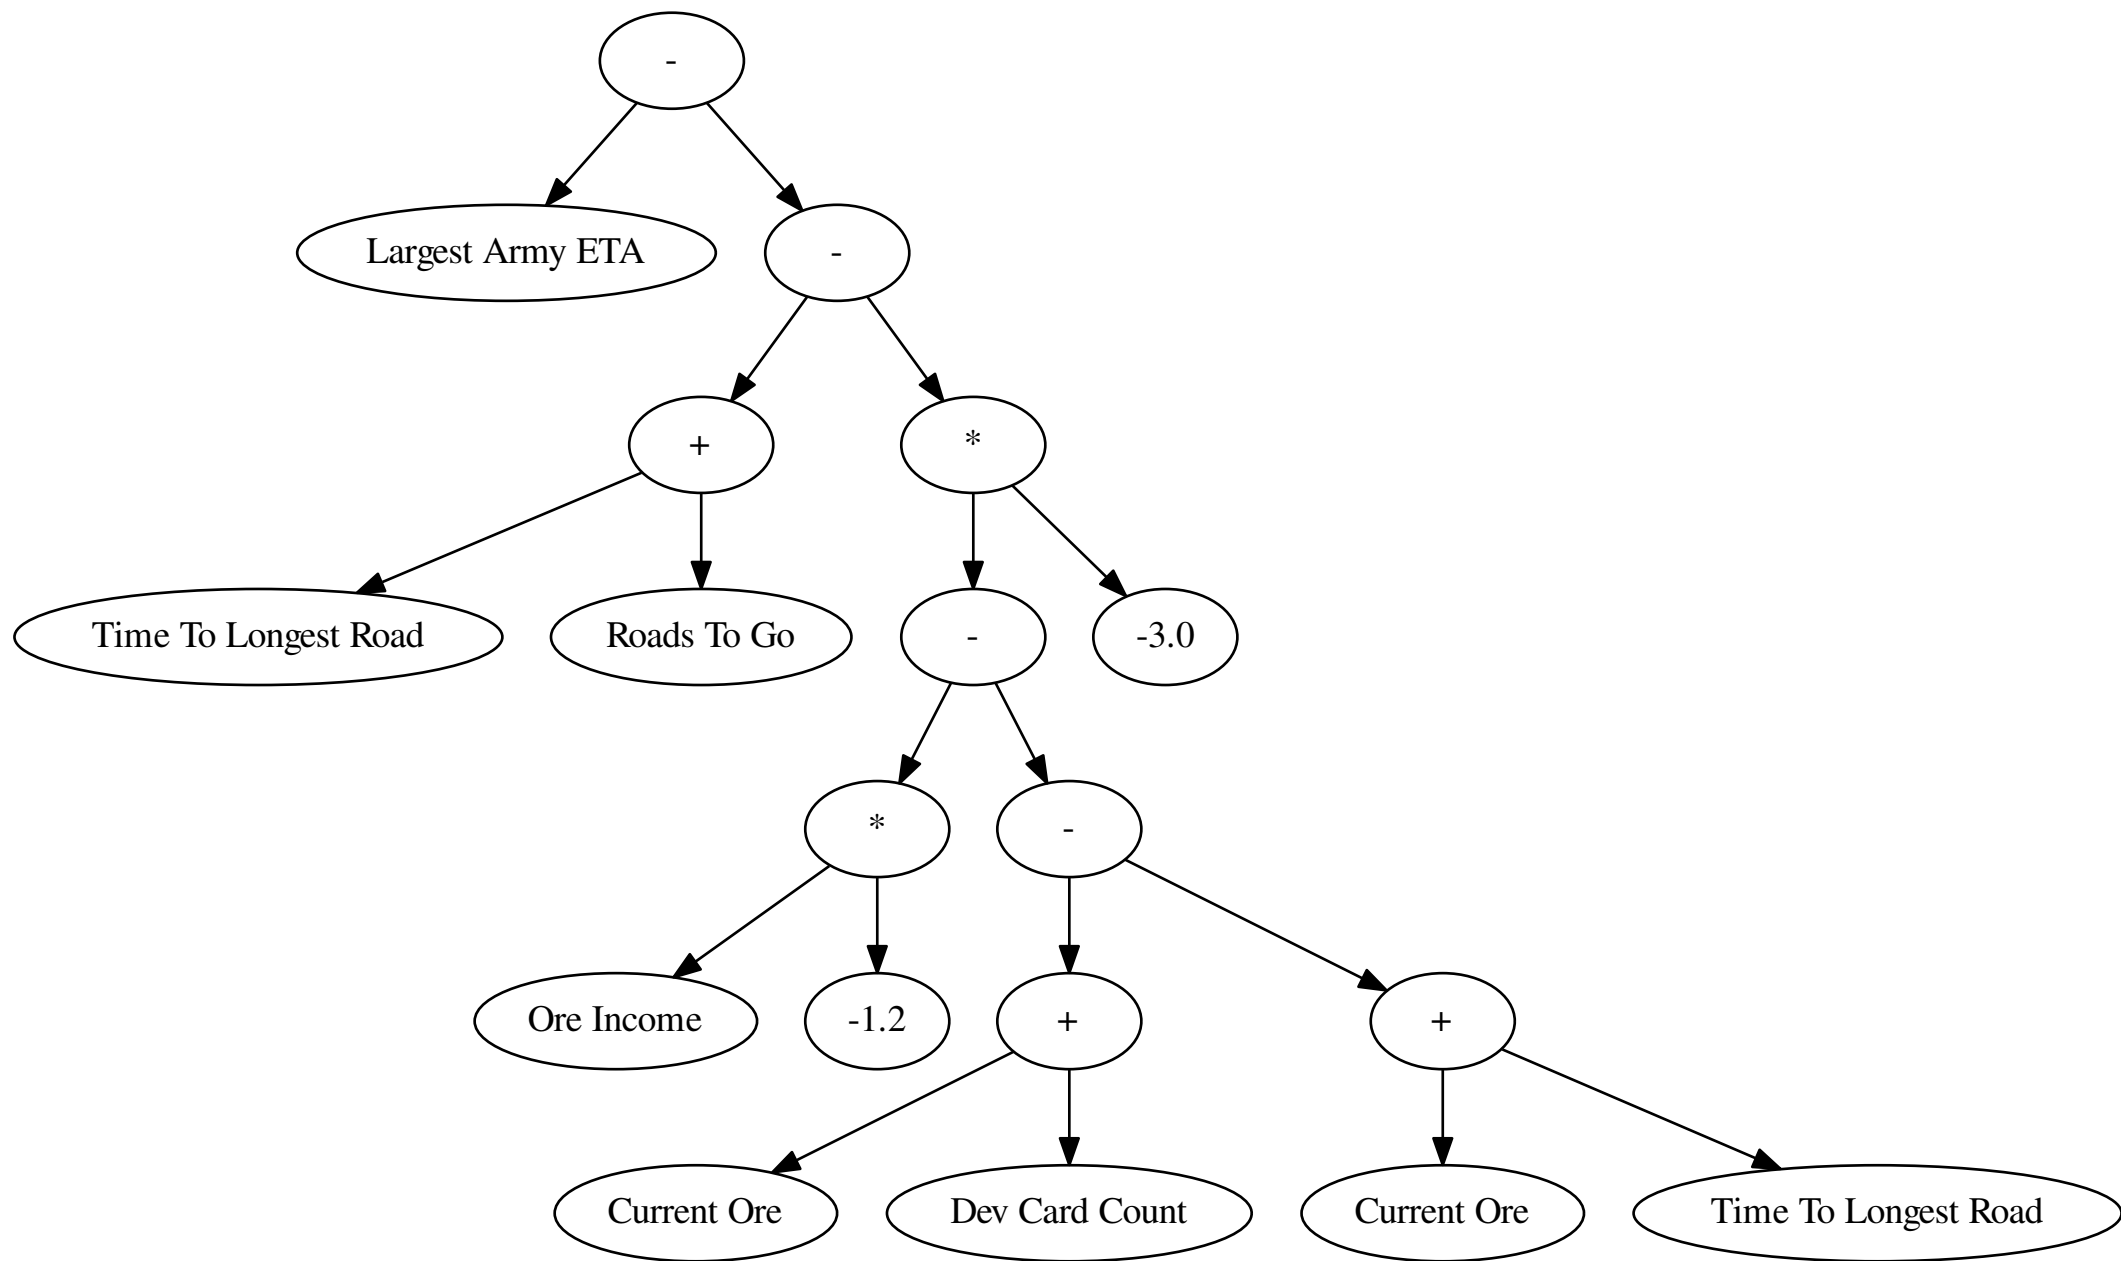 -
Largest Army ETA
-
+
*
Time To Longest Road
Roads To Go
-
-3.0
*
-
Ore Income
-1.2
+
+
Current Ore
Dev Card Count
Current Ore
Time To Longest Road